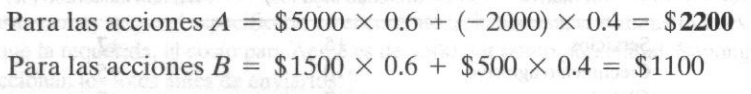 Para las acciones A = $5000 × 0.6 + (−2000) × 0.4 = $2200
Para las acciones B = $1500 × 0.6 + $500 × 0.4 = $1100